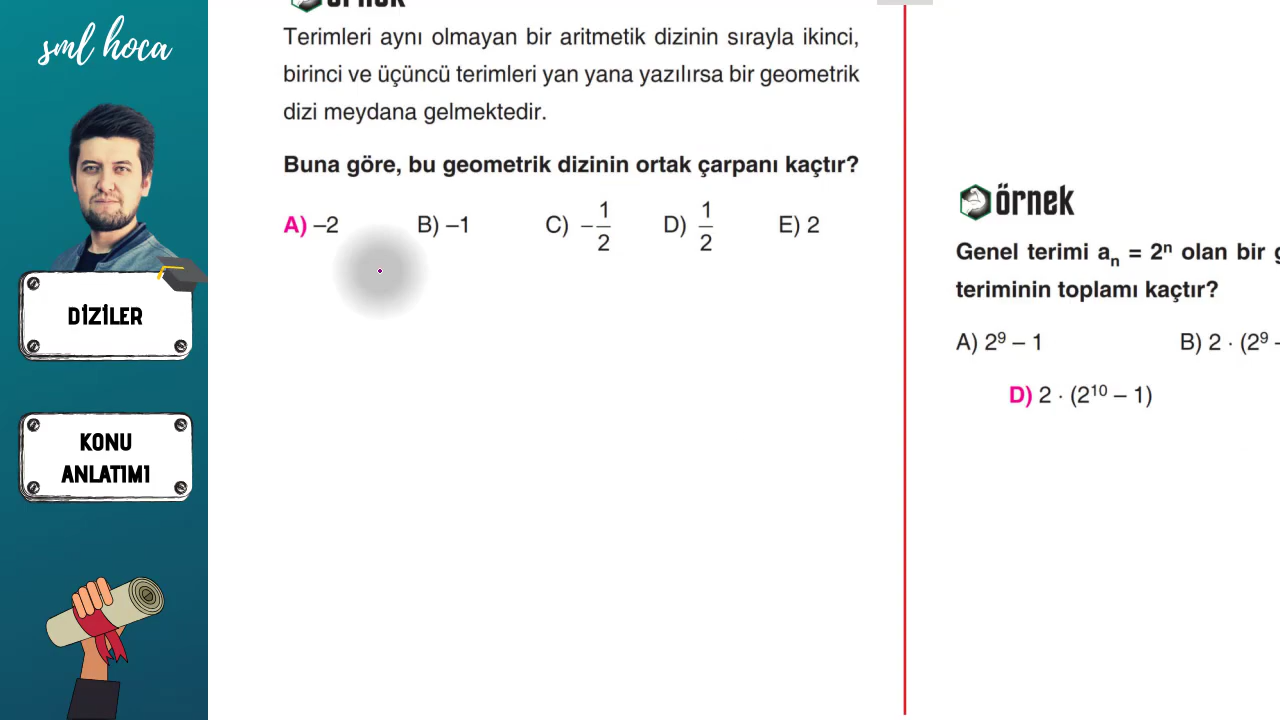 sml hoca
DİZİLER
KONU
ANLATIMI
örnek
Terimleri aynı olmayan bir aritmetik dizinin sırayla ikinci,
birinci ve üçüncü terimleri yan yana yazılırsa bir geometrik
dizi meydana gelmektedir.
Buna göre, bu geometrik dizinin ortak çarpanı kaçtır?
A) –2 B) –1 C) –1/2 D) 1/2 E) 2
örnek
Genel terimi aₙ = 2ⁿ olan bir
teriminin toplamı kaçtır?
A) 2⁹ – 1 B) 2 · (2⁹ –
D) 2 · (2¹⁰ – 1)